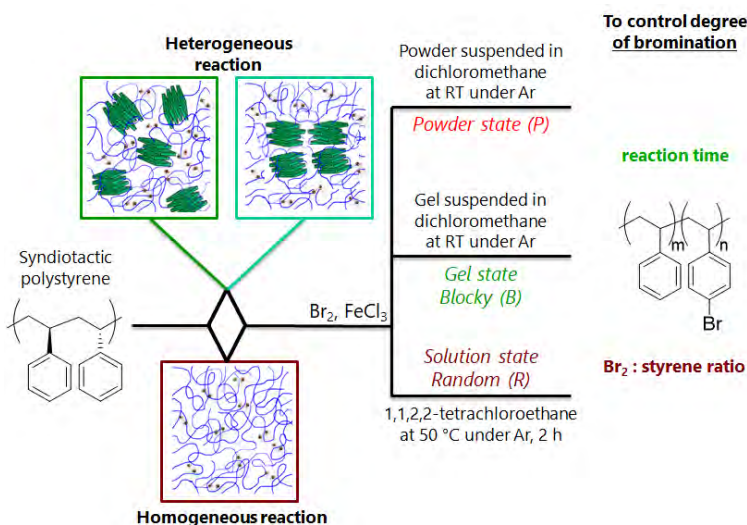 Heterogeneous
reaction
Powder suspended in
dichloromethane
at RT under Ar
Powder state (P)
To control degree
of bromination
reaction time
Gel suspended in
dichloromethane
at RT under Ar
Gel state
Blocky (B)
Syndiotactic
polystyrene
Br₂, FeCl₃
m
n
Br
Solution state
Random (R)
Br₂ : styrene ratio
1,1,2,2-tetrachloroethane
at 50 °C under Ar, 2 h
Homogeneous reaction